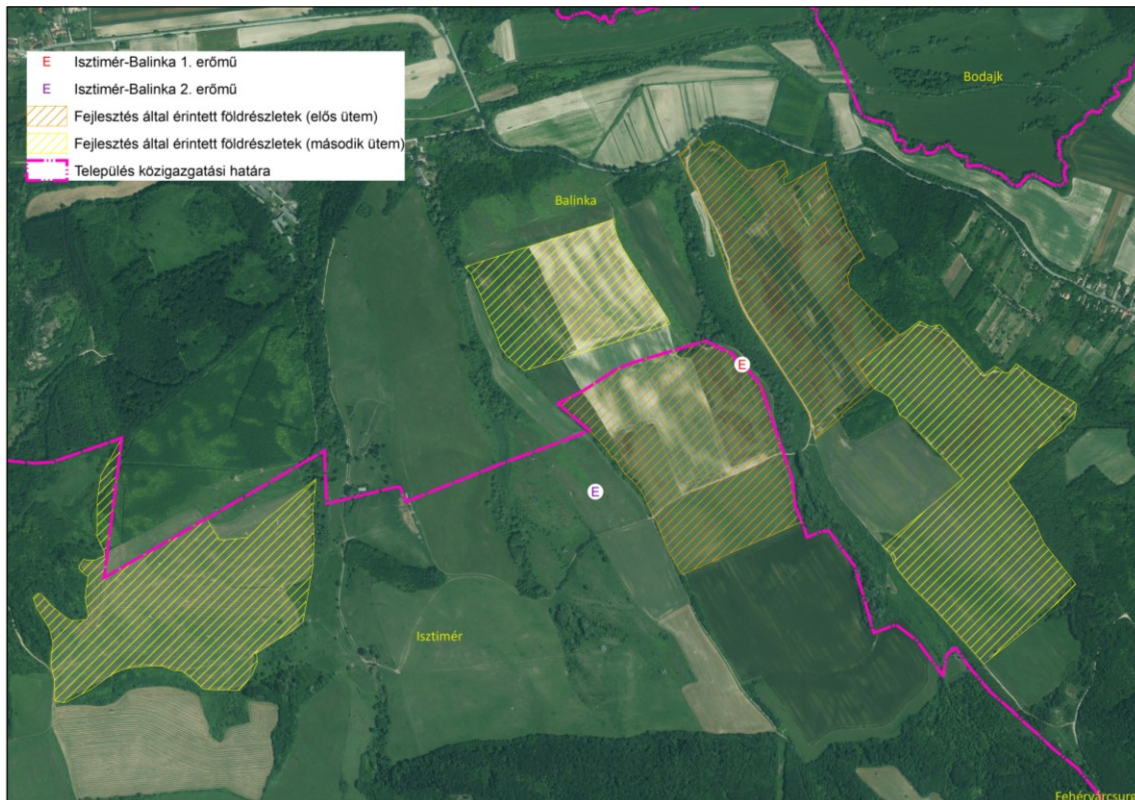 E Isztimér-Balinka 1. erőmű
E Isztimér-Balinka 2. erőmű
Fejlesztés által érintett földrészletek (elős ütem)
Fejlesztés által érintett földrészletek (második ütem)
Település közigazgatási határa
Bodajk
Balinka
E
E
Isztimér
Fehérvárcsurg